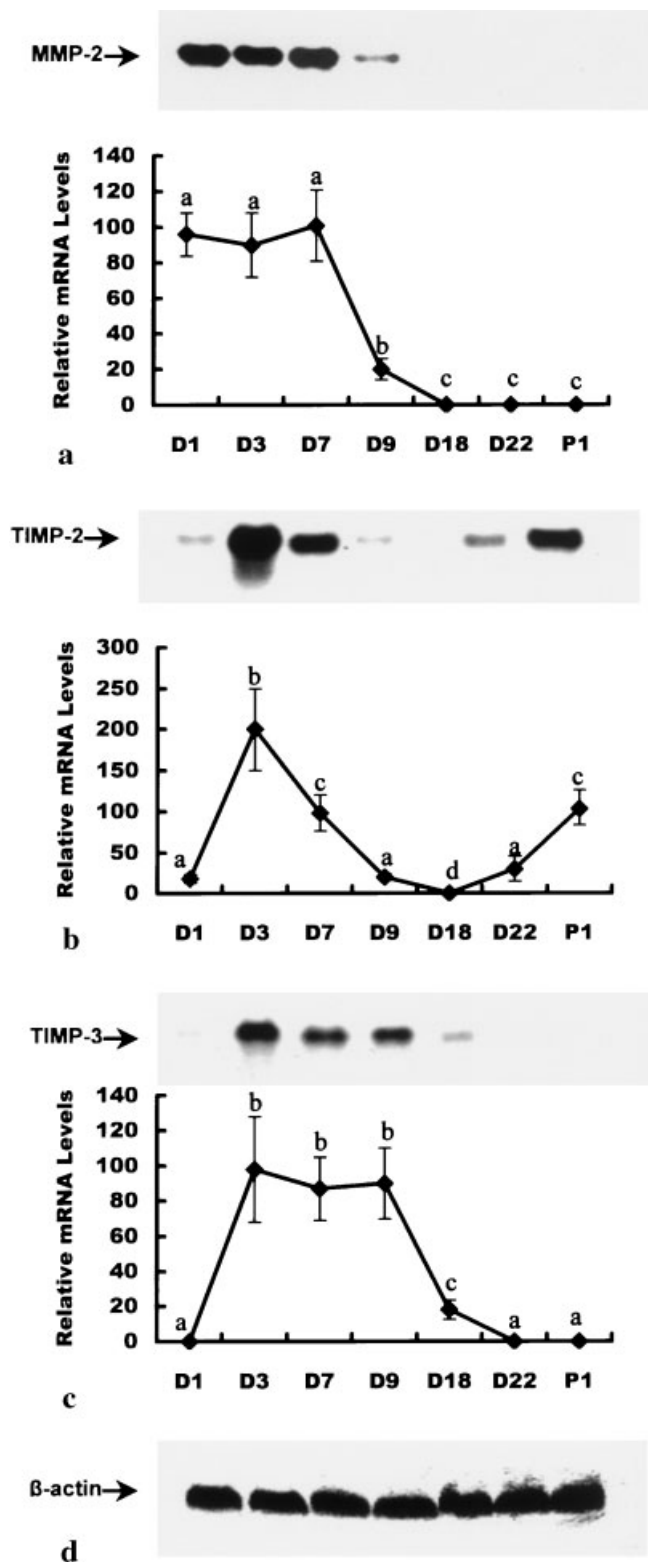 MMP-2
140
a
a
a
120
100
80
60
40
b
20
c
c
c
0
Relative mRNA Levels
D1 D3 D7 D9 D18 D22 P1
a
TIMP-2
300
b
250
200
c
c
150
100
a
a
a
50
d
0
Relative mRNA Levels
D1 D3 D7 D9 D18 D22 P1
b
TIMP-3
140
b
b
b
120
100
80
60
40
c
20
a
a
a
0
Relative mRNA Levels
D1 D3 D7 D9 D18 D22 P1
c
ß-actin
d